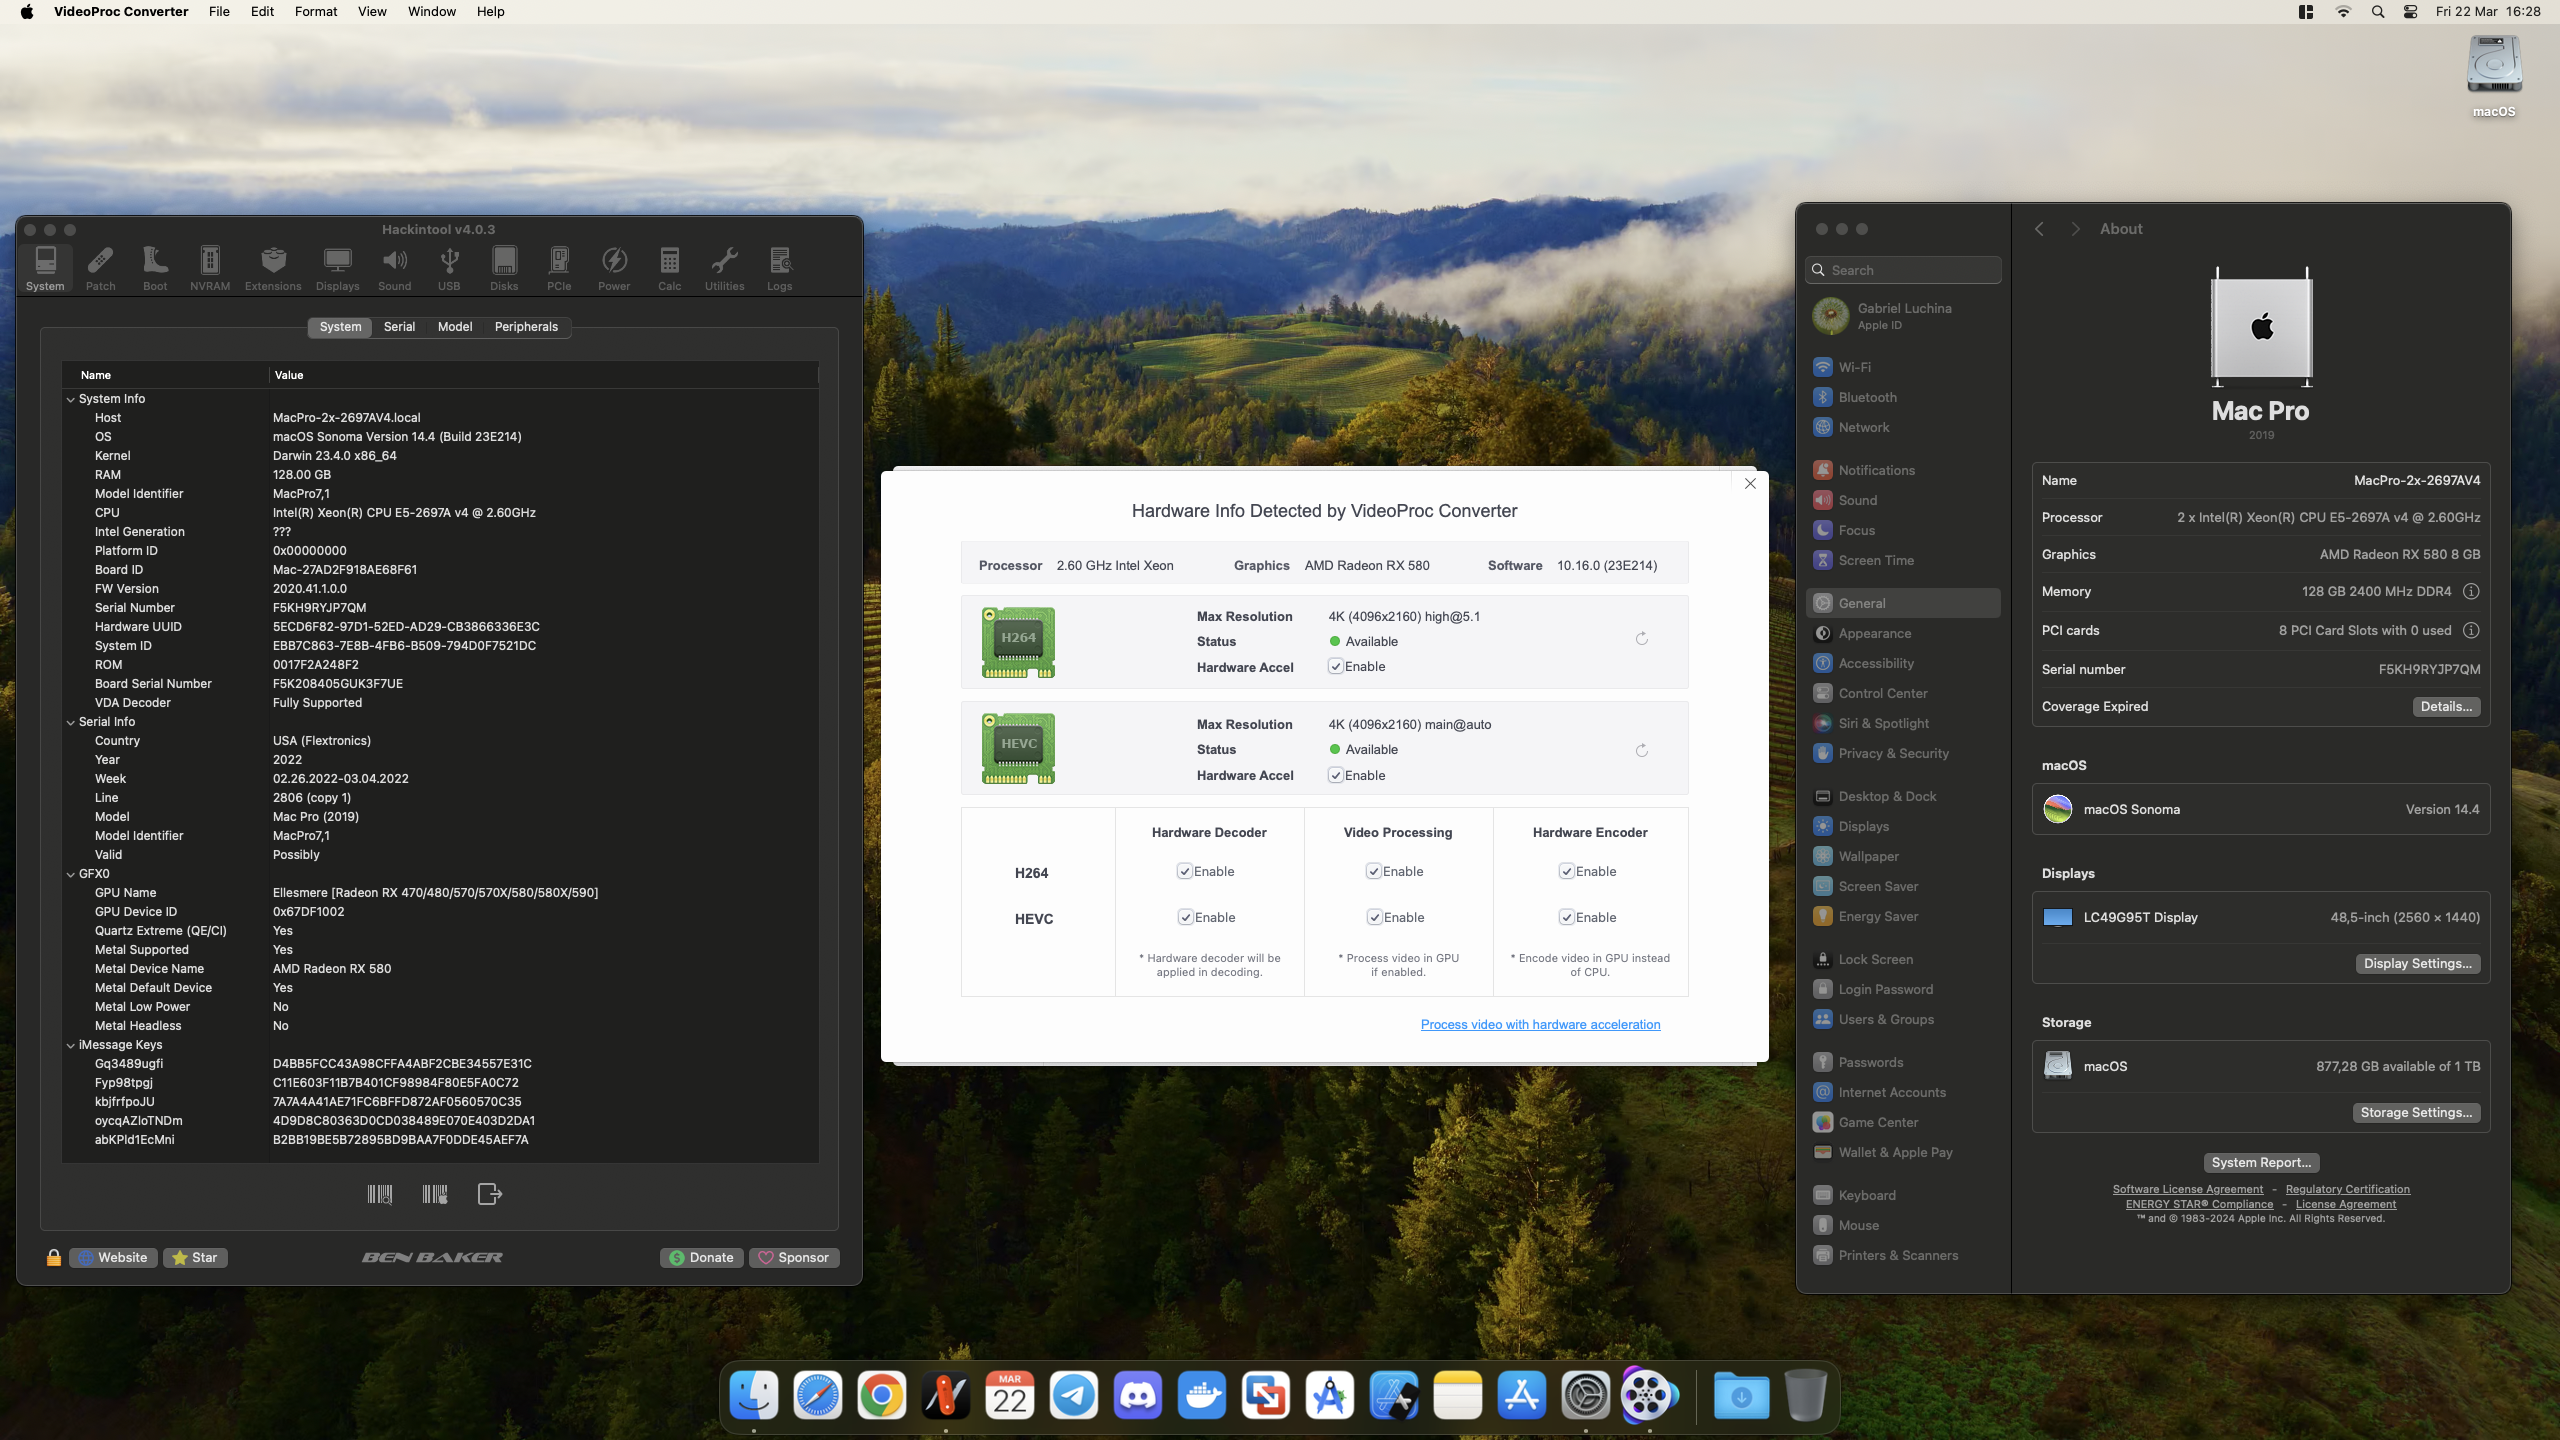 VideoProc Converter File Edit Format View Window Help
Fri 22 Mar 16:28
macOS
Hackintool v4.0.3
System Patch Boot NVRAM Extensions Displays Sound USB Disks PCIe Power Calc Utilities Logs
System Serial Model Peripherals
Name Value
System Info
Host MacPro-2x-2697AV4.local
OS macOS Sonoma Version 14.4 (Build 23E214)
Kernel Darwin 23.4.0 x86_64
RAM 128.00 GB
Model Identifier MacPro7,1
CPU Intel(R) Xeon(R) CPU E5-2697A v4 @ 2.60GHz
Intel Generation ???
Platform ID 0x00000000
Board ID Mac-27AD2F918AE68F61
FW Version 2020.41.1.0.0
Serial Number F5KH9RYJP7QM
Hardware UUID 5ECD6F82-97D1-52ED-AD29-CB3866336E3C
System ID EBB7C863-7E8B-4FB6-B509-794D0F7521DC
ROM 0017F2A248F2
Board Serial Number F5K208405GUK3F7UE
VDA Decoder Fully Supported
Serial Info
Country USA (Flextronics)
Year 2022
Week 02.26.2022-03.04.2022
Line 2806 (copy 1)
Model Mac Pro (2019)
Model Identifier MacPro7,1
Valid Possibly
GFX0
GPU Name Ellesmere [Radeon RX 470/480/570/570X/580/580X/590]
GPU Device ID 0x67DF1002
Quartz Extreme (QE/CI) Yes
Metal Supported Yes
Metal Device Name AMD Radeon RX 580
Metal Default Device Yes
Metal Low Power No
Metal Headless No
iMessage Keys
Gq3489ugfi D4BB5FCC43A98CFFA4ABF2CBE34557E31C
Fyp98tpgj C11E603F11B7B401CF98984F80E5FA0C72
kbjfrfpoJU 7A7A4A41AE71FC6BFFD872AF0560570C35
oycqAZloTNDm 4D9D8C80363D0CD038489E070E403D2DA1
abKPld1EcMni B2BB19BE5B72895BD9BAA7F0DDE45AEF7A
Website Star BEN BAKER Donate Sponsor
Hardware Info Detected by VideoProc Converter
Processor 2.60 GHz Intel Xeon Graphics AMD Radeon RX 580 Software 10.16.0 (23E214)
H264
Max Resolution 4K (4096x2160) high@5.1
Status Available
Hardware Accel Enable
HEVC
Max Resolution 4K (4096x2160) main@auto
Status Available
Hardware Accel Enable
Hardware Decoder Video Processing Hardware Encoder
H264 Enable Enable Enable
HEVC Enable Enable Enable
* Hardware decoder will be applied in decoding.
* Process video in GPU if enabled.
* Encode video in GPU instead of CPU.
Process video with hardware acceleration
Search
Gabriel Luchina
Apple ID
Wi-Fi
Bluetooth
Network
Notifications
Sound
Focus
Screen Time
General
Appearance
Accessibility
Control Center
Siri & Spotlight
Privacy & Security
Desktop & Dock
Displays
Wallpaper
Screen Saver
Energy Saver
Lock Screen
Login Password
Users & Groups
Passwords
Internet Accounts
Game Center
Wallet & Apple Pay
Keyboard
Mouse
Printers & Scanners
About
Mac Pro
2019
Name MacPro-2x-2697AV4
Processor 2 x Intel(R) Xeon(R) CPU E5-2697A v4 @ 2.60GHz
Graphics AMD Radeon RX 580 8 GB
Memory 128 GB 2400 MHz DDR4
PCI cards 8 PCI Card Slots with 0 used
Serial number F5KH9RYJP7QM
Coverage Expired Details...
macOS
macOS Sonoma Version 14.4
Displays
LC49G95T Display 48,5-inch (2560 × 1440)
Display Settings...
Storage
macOS 877,28 GB available of 1 TB
Storage Settings...
System Report...
Software License Agreement - Regulatory Certification
ENERGY STAR® Compliance - License Agreement
™ and © 1983-2024 Apple Inc. All Rights Reserved.
MAR
22